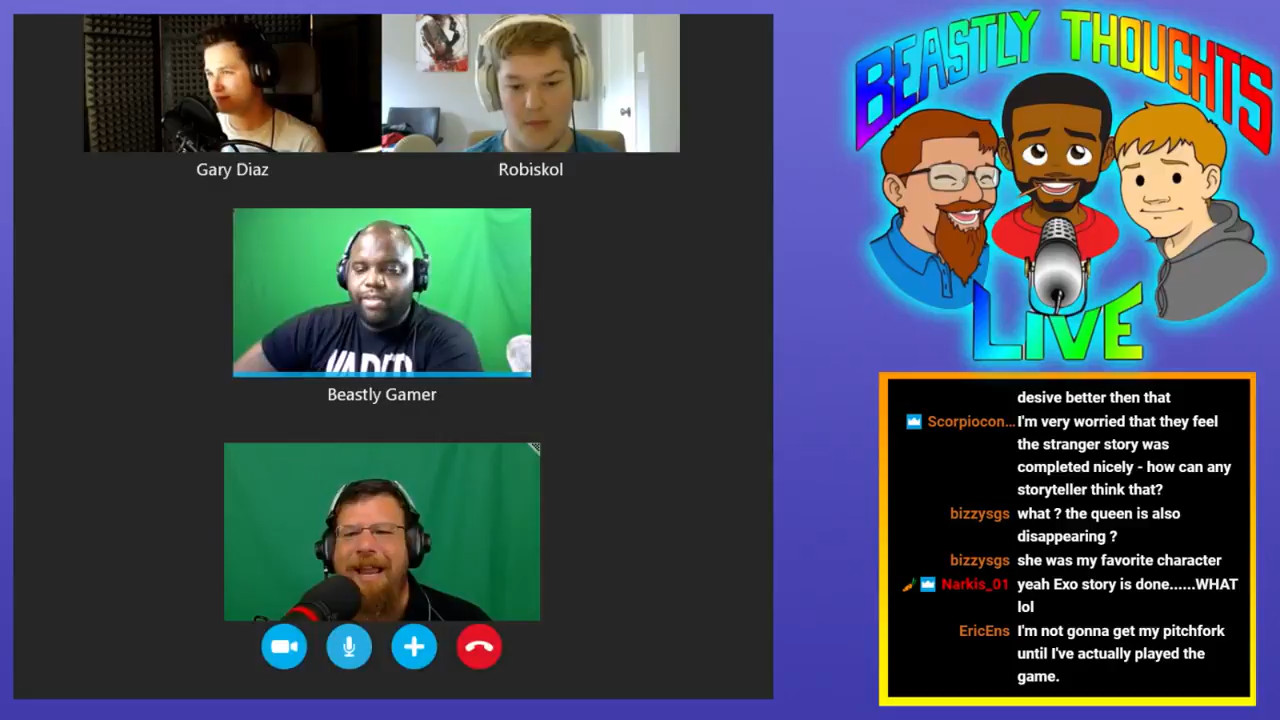 Gary Diaz
Robiskol
Beastly Gamer
BEASTLY THOUGHTS
LIVE
desive better then that
Scorpiocon... I'm very worried that they feel
the stranger story was
completed nicely - how can any
storyteller think that?
bizzysgs what ? the queen is also
disappearing ?
bizzysgs she was my favorite character
Narkis_01 yeah Exo story is done......WHAT
lol
EricEns I'm not gonna get my pitchfork
until I've actually played the
game.